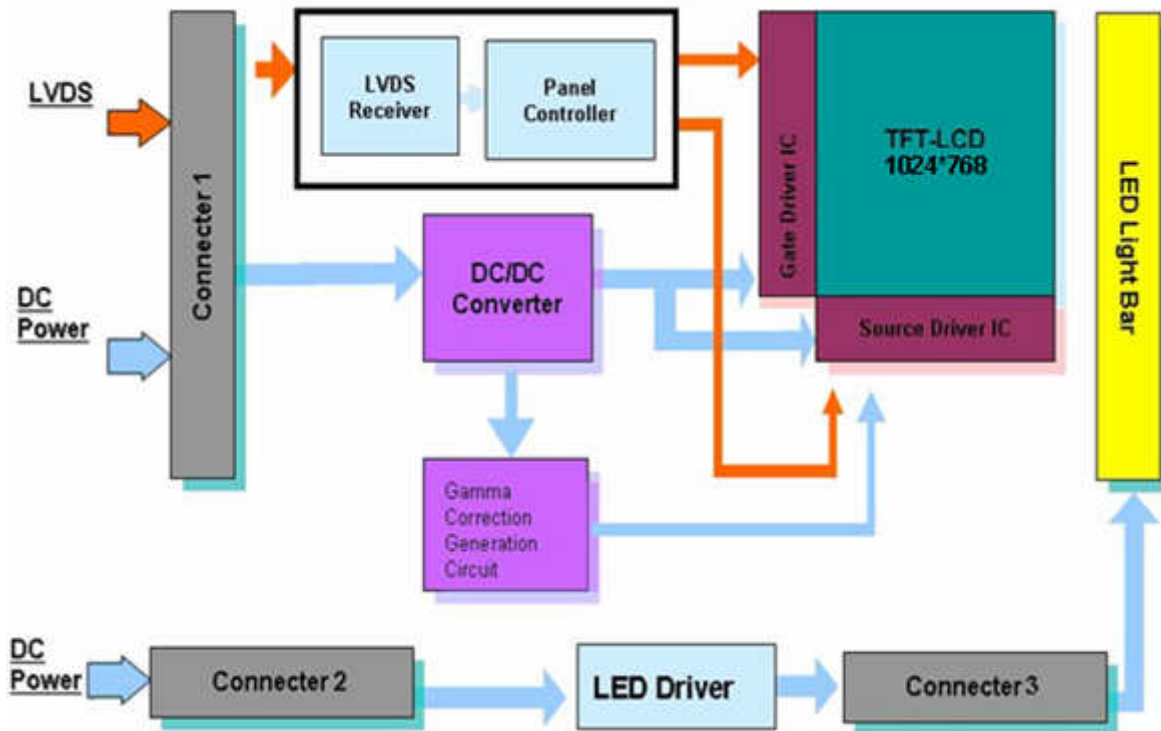 LVDS
DC
Power
Connecter 1
LVDS
Receiver
Panel
Controller
DC/DC
Converter
Gamma
Correction
Generation
Circuit
Gate Driver IC
TFT-LCD
1024*768
Source Driver IC
LED Light Bar
DC
Power
Connecter 2
LED Driver
Connecter 3